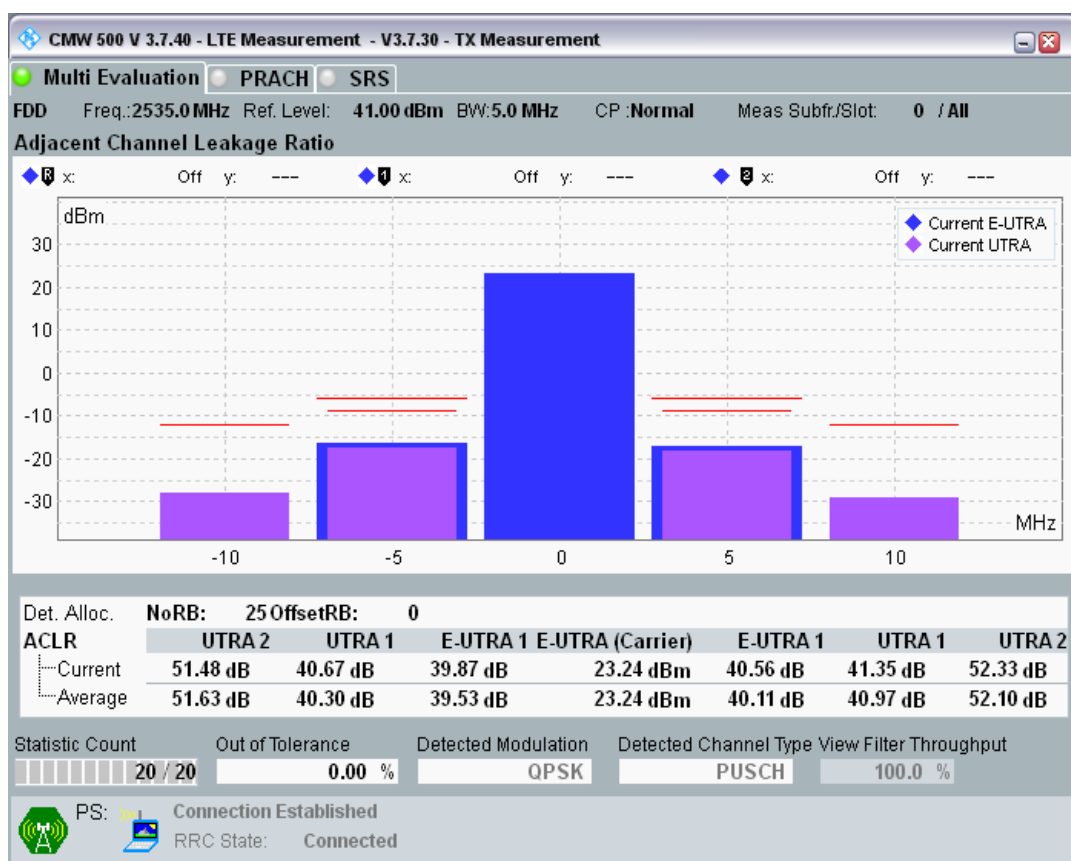 CMW 500 V 3.7.40 - LTE Measurement - V3.7.30 - TX Measurement
Multi Evaluation PRACH SRS
FDD Freq.:2535.0 MHz Ref. Level: 41.00 dBm BW:5.0 MHz CP :Normal Meas Subfr./Slot: 0 / All
Adjacent Channel Leakage Ratio
R x: Off y: --- 1 x: Off y: --- 2 x: Off y: ---
dBm
Current E-UTRA
Current UTRA
30
20
10
0
-10
-20
-30
MHz
-10 -5 0 5 10
Det. Alloc. NoRB: 25 OffsetRB: 0
ACLR UTRA 2 UTRA 1 E-UTRA 1 E-UTRA (Carrier) E-UTRA 1 UTRA 1 UTRA 2
Current 51.48 dB 40.67 dB 39.87 dB 23.24 dBm 40.56 dB 41.35 dB 52.33 dB
Average 51.63 dB 40.30 dB 39.53 dB 23.24 dBm 40.11 dB 40.97 dB 52.10 dB
Statistic Count Out of Tolerance Detected Modulation Detected Channel Type View Filter Throughput
20 / 20 0.00 % QPSK PUSCH 100.0 %
PS: Connection Established
RRC State: Connected